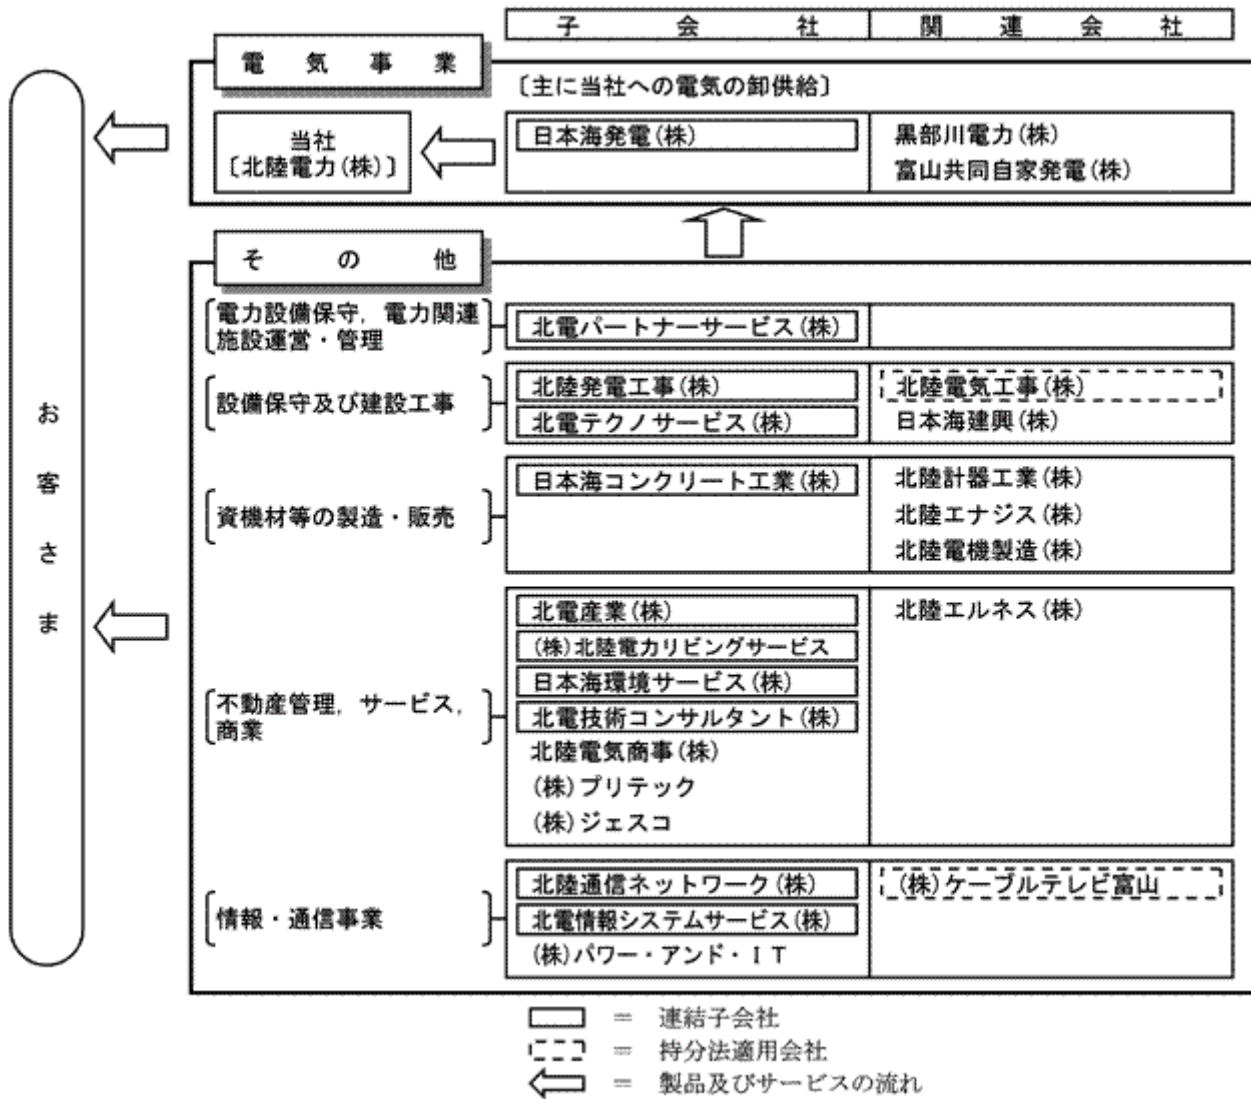 子会社 関連会社
電気事業
〔主に当社への電気の卸供給〕
当社
〔北陸電力(株)〕
日本海発電(株)
黒部川電力(株)
富山共同自家発電(株)
その他
電力設備保守，電力関連
施設運営・管理
北電パートナーサービス(株)
設備保守及び建設工事
北陸発電工事(株)
北電テクノサービス(株)
北陸電気工事(株)
日本海建興(株)
資機材等の製造・販売
日本海コンクリート工業(株)
北陸計器工業(株)
北陸エナジス(株)
北陸電機製造(株)
不動産管理，サービス，
商業
北電産業(株)
(株)北陸電力リビングサービス
日本海環境サービス(株)
北電技術コンサルタント(株)
北陸電気商事(株)
(株)プリテック
(株)ジェスコ
北陸エルネス(株)
情報・通信事業
北陸通信ネットワーク(株)
北電情報システムサービス(株)
(株)パワー・アンド・ＩＴ
(株)ケーブルテレビ富山
お客さま
＝ 連結子会社
＝ 持分法適用会社
＝ 製品及びサービスの流れ